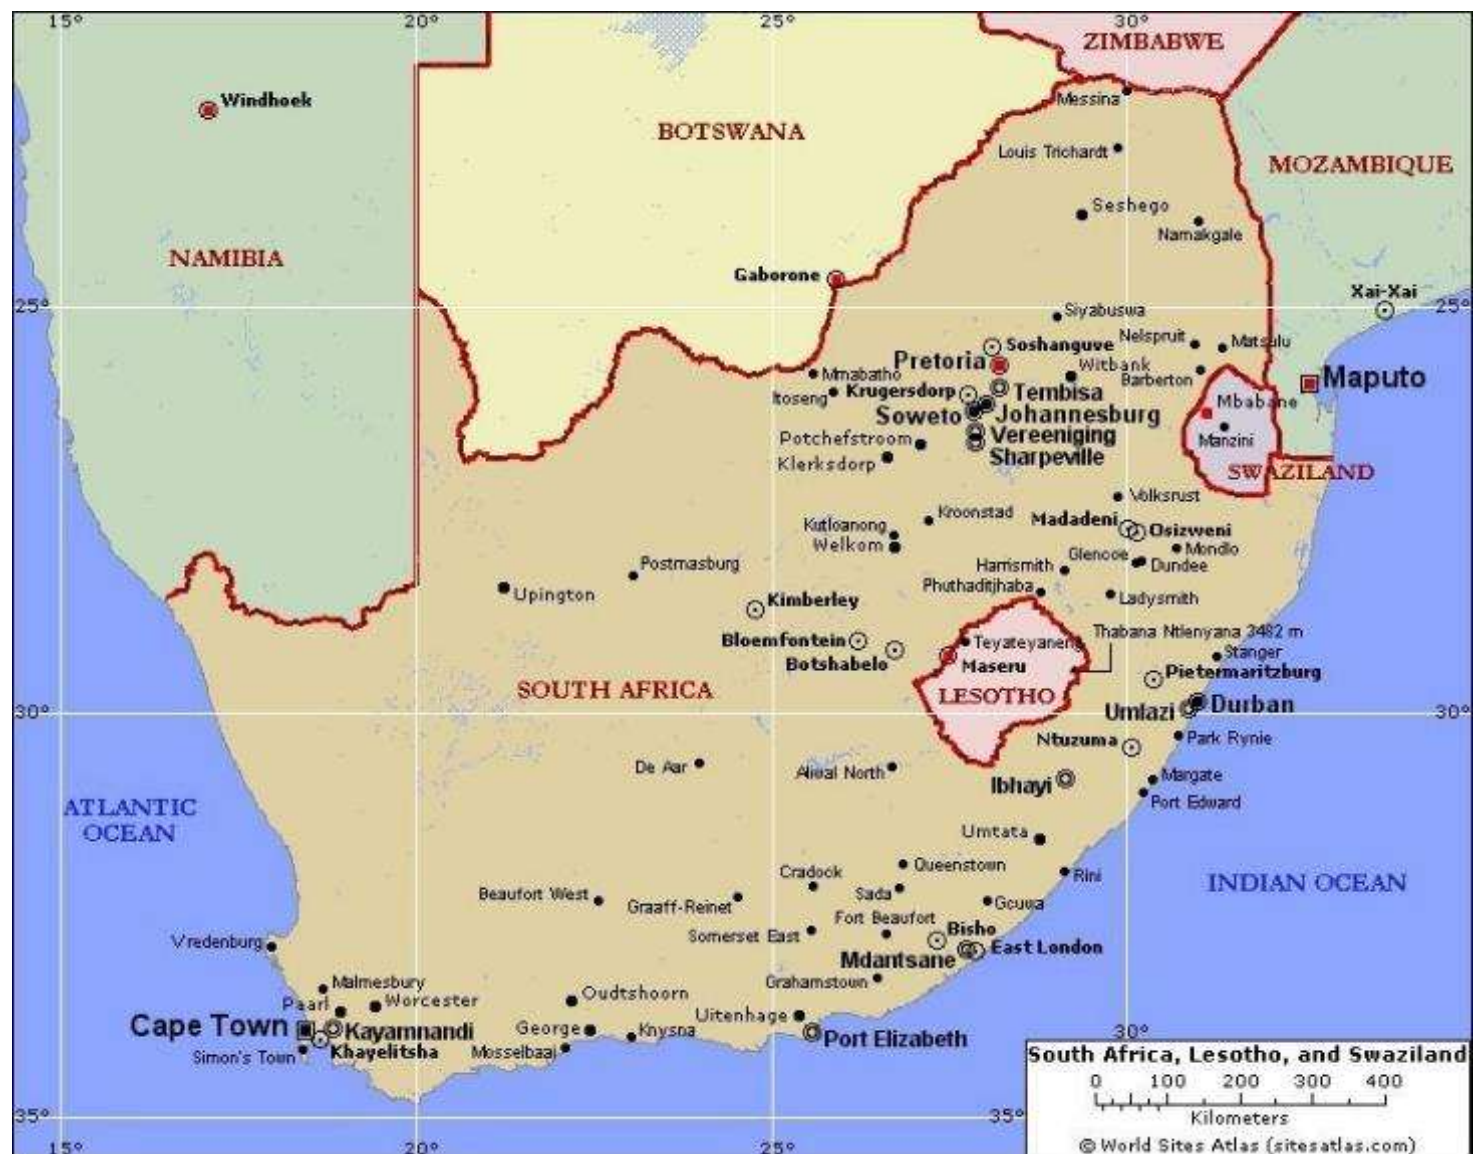 15°
20°
25°
30°
ZIMBABWE
Windhoek
Messina
BOTSWANA
Louis Trichardt
MOZAMBIQUE
Seshego
Namakgale
NAMIBIA
Gaborone
Xai-Xai
25°
25°
Siyabuswa
Soshanguve
Nelspruit
Matsulu
Pretoria
Witbank
Mmabatho
Barberton
Maputo
Itoseng
Krugersdorp
Tembisa
Mbabane
Soweto
Johannesburg
Potchefstroom
Vereeniging
Manzini
Klerksdorp
Sharpeville
SWAZILAND
Volksrust
Kroonstad
Madadeni
Kutloanong
Osizweni
Welkom
Mondlo
Glencoe
Postmasburg
Harrismith
Dundee
Phuthaditjhaba
Upington
Kimberley
Ladysmith
Thabana Ntlenyana 3482 m
Bloemfontein
Teyateyaneng
Stanger
Botshabelo
Maseru
Pietermaritzburg
SOUTH AFRICA
LESOTHO
Durban
Umlazi
30°
30°
Ntuzuma
Park Rynie
De Aar
Aliwal North
Margate
Ibhayi
Port Edward
ATLANTIC
OCEAN
Umtata
Queenstown
Cradock
Rini
INDIAN OCEAN
Beaufort West
Sada
Graaff-Reinet
Gcuwa
Fort Beaufort
Somerset East
Bisho
Vredenburg
East London
Mdantsane
Malmesbury
Grahamstown
Paarl
Worcester
Oudtshoorn
Uitenhage
Cape Town
Kayamnandi
George
Knysna
Port Elizabeth
30°
Khayelitsha
Mosselbaai
Simon's Town
South Africa, Lesotho, and Swaziland
0 100 200 300 400
Kilometers
35°
35°
© World Sites Atlas (sitesatlas.com)
15°
20°
25°